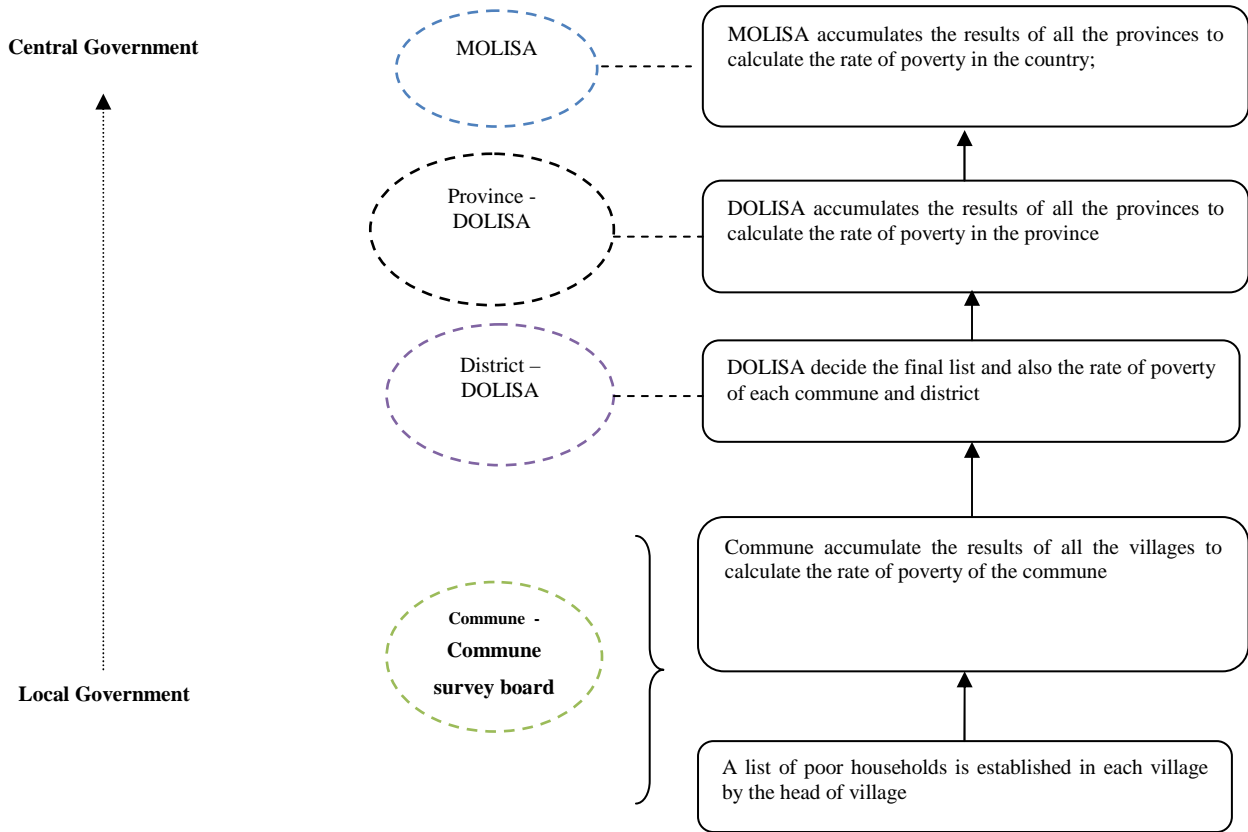 Central Government
MOLISA
MOLISA accumulates the results of all the provinces to
calculate the rate of poverty in the country;
Province -
DOLISA
DOLISA accumulates the results of all the provinces to
calculate the rate of poverty in the province
District –
DOLISA
DOLISA decide the final list and also the rate of poverty
of each commune and district
Commune accumulate the results of all the villages to
calculate the rate of poverty of the commune
Commune -
Commune
survey board
Local Government
A list of poor households is established in each village
by the head of village